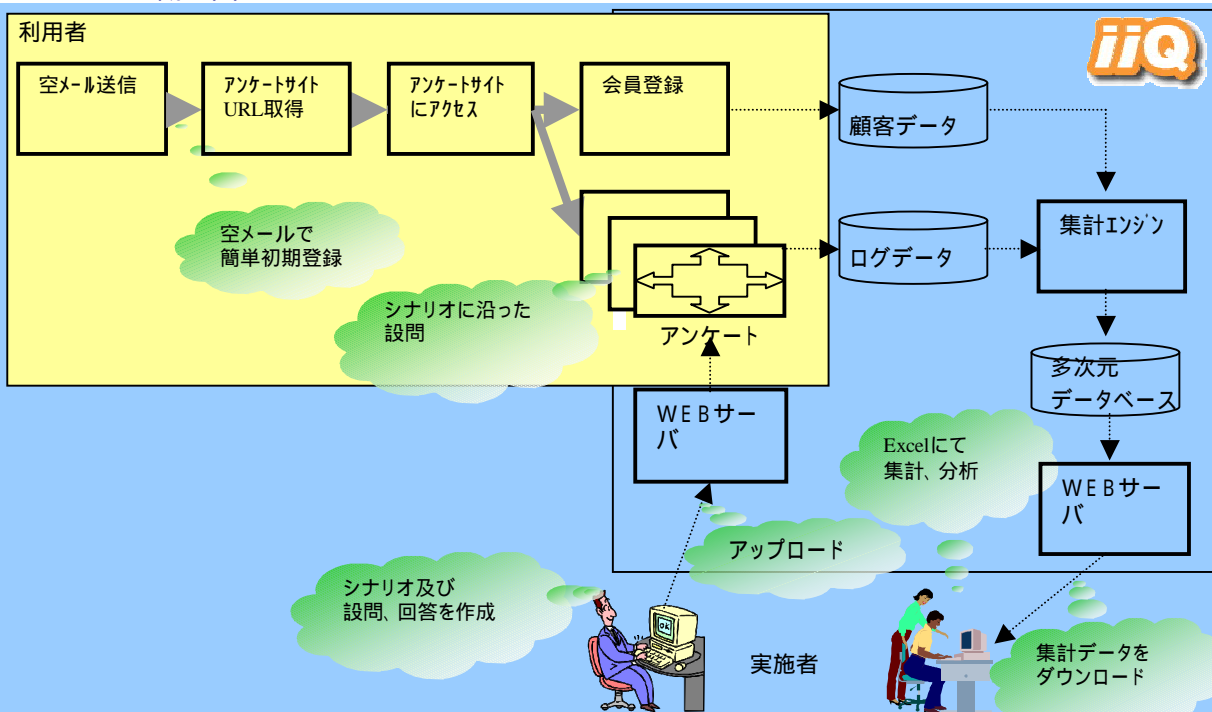 利用者
iiQ
空ﾒｰﾙ送信
ｱﾝｹｰﾄｻｲﾄ
URL取得
ｱﾝｹｰﾄｻｲﾄ
にｱｸｾｽ
会員登録
顧客データ
空メールで
簡単初期登録
ログデータ
集計ｴﾝｼﾞﾝ
シナリオに沿った
設問
アンケート
多次元
データベース
ＷＥＢサー
バ
Excelにて
集計、分析
ＷＥＢサー
バ
アップロード
シナリオ及び
設問、回答を作成
ok
実施者
集計データを
ダウンロード